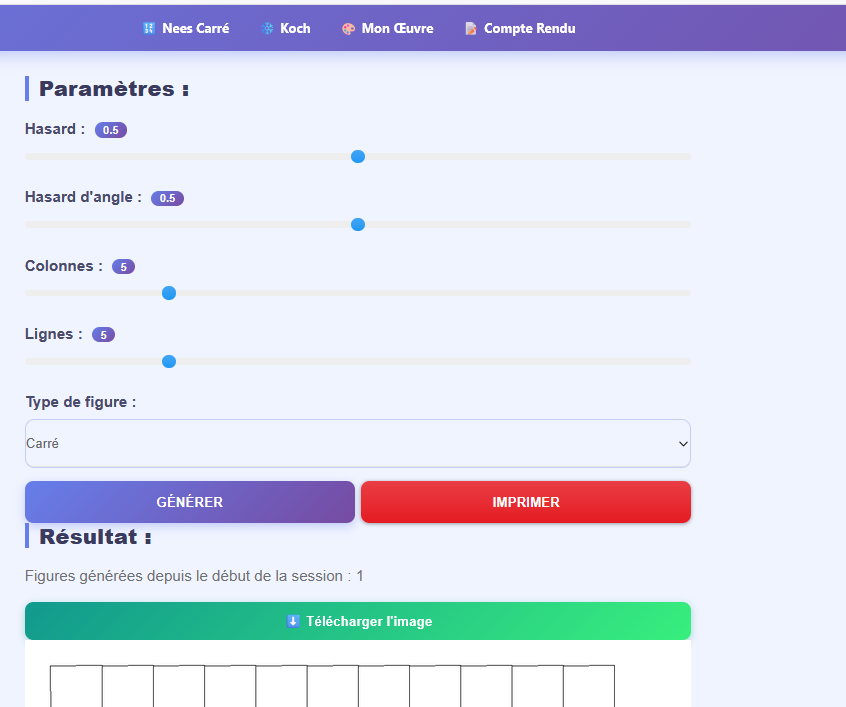 Nees Carré Koch Mon Œuvre Compte Rendu
Paramètres :
Hasard : 0.5
Hasard d'angle : 0.5
Colonnes : 5
Lignes : 5
Type de figure :
Carré
GÉNÉRER IMPRIMER
Résultat :
Figures générées depuis le début de la session : 1
Télécharger l'image